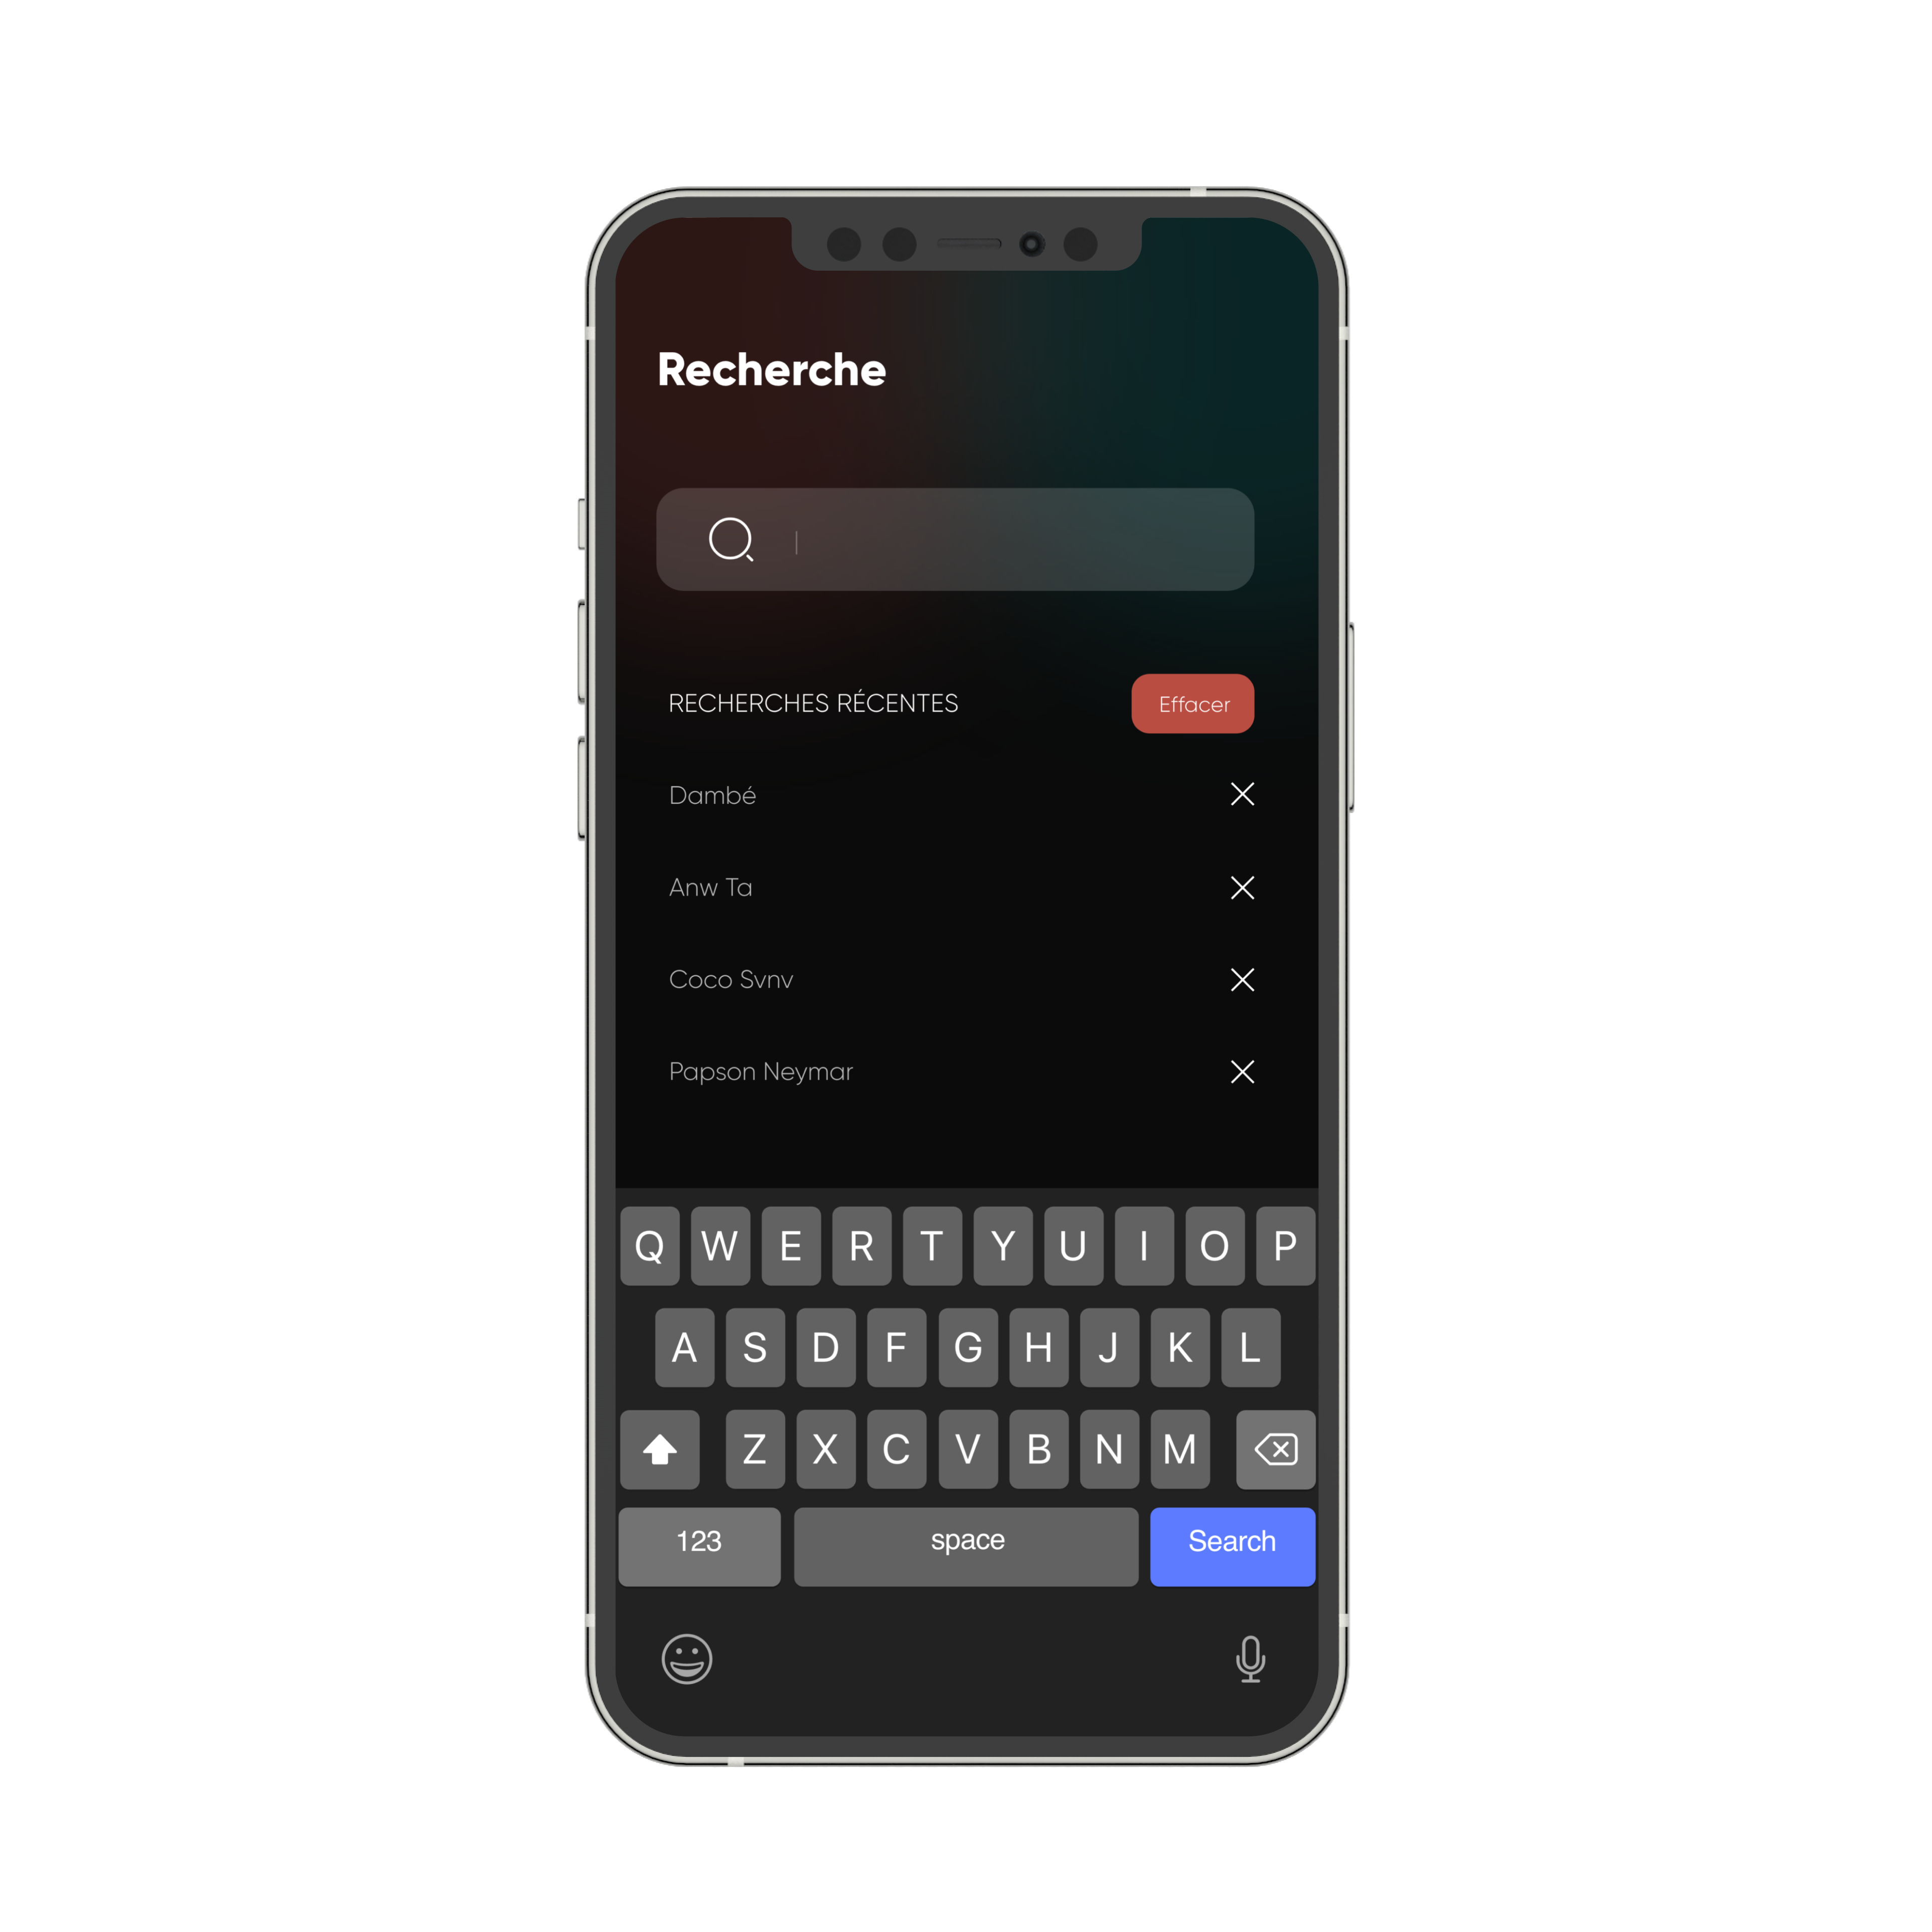 Recherche
RECHERCHES RÉCENTES Effacer
Dambé
Anw Ta
Coco Svnv
Papson Neymar
Q W E R T Y U I O P
A S D F G H J K L
Z X C V B N M
123 space Search